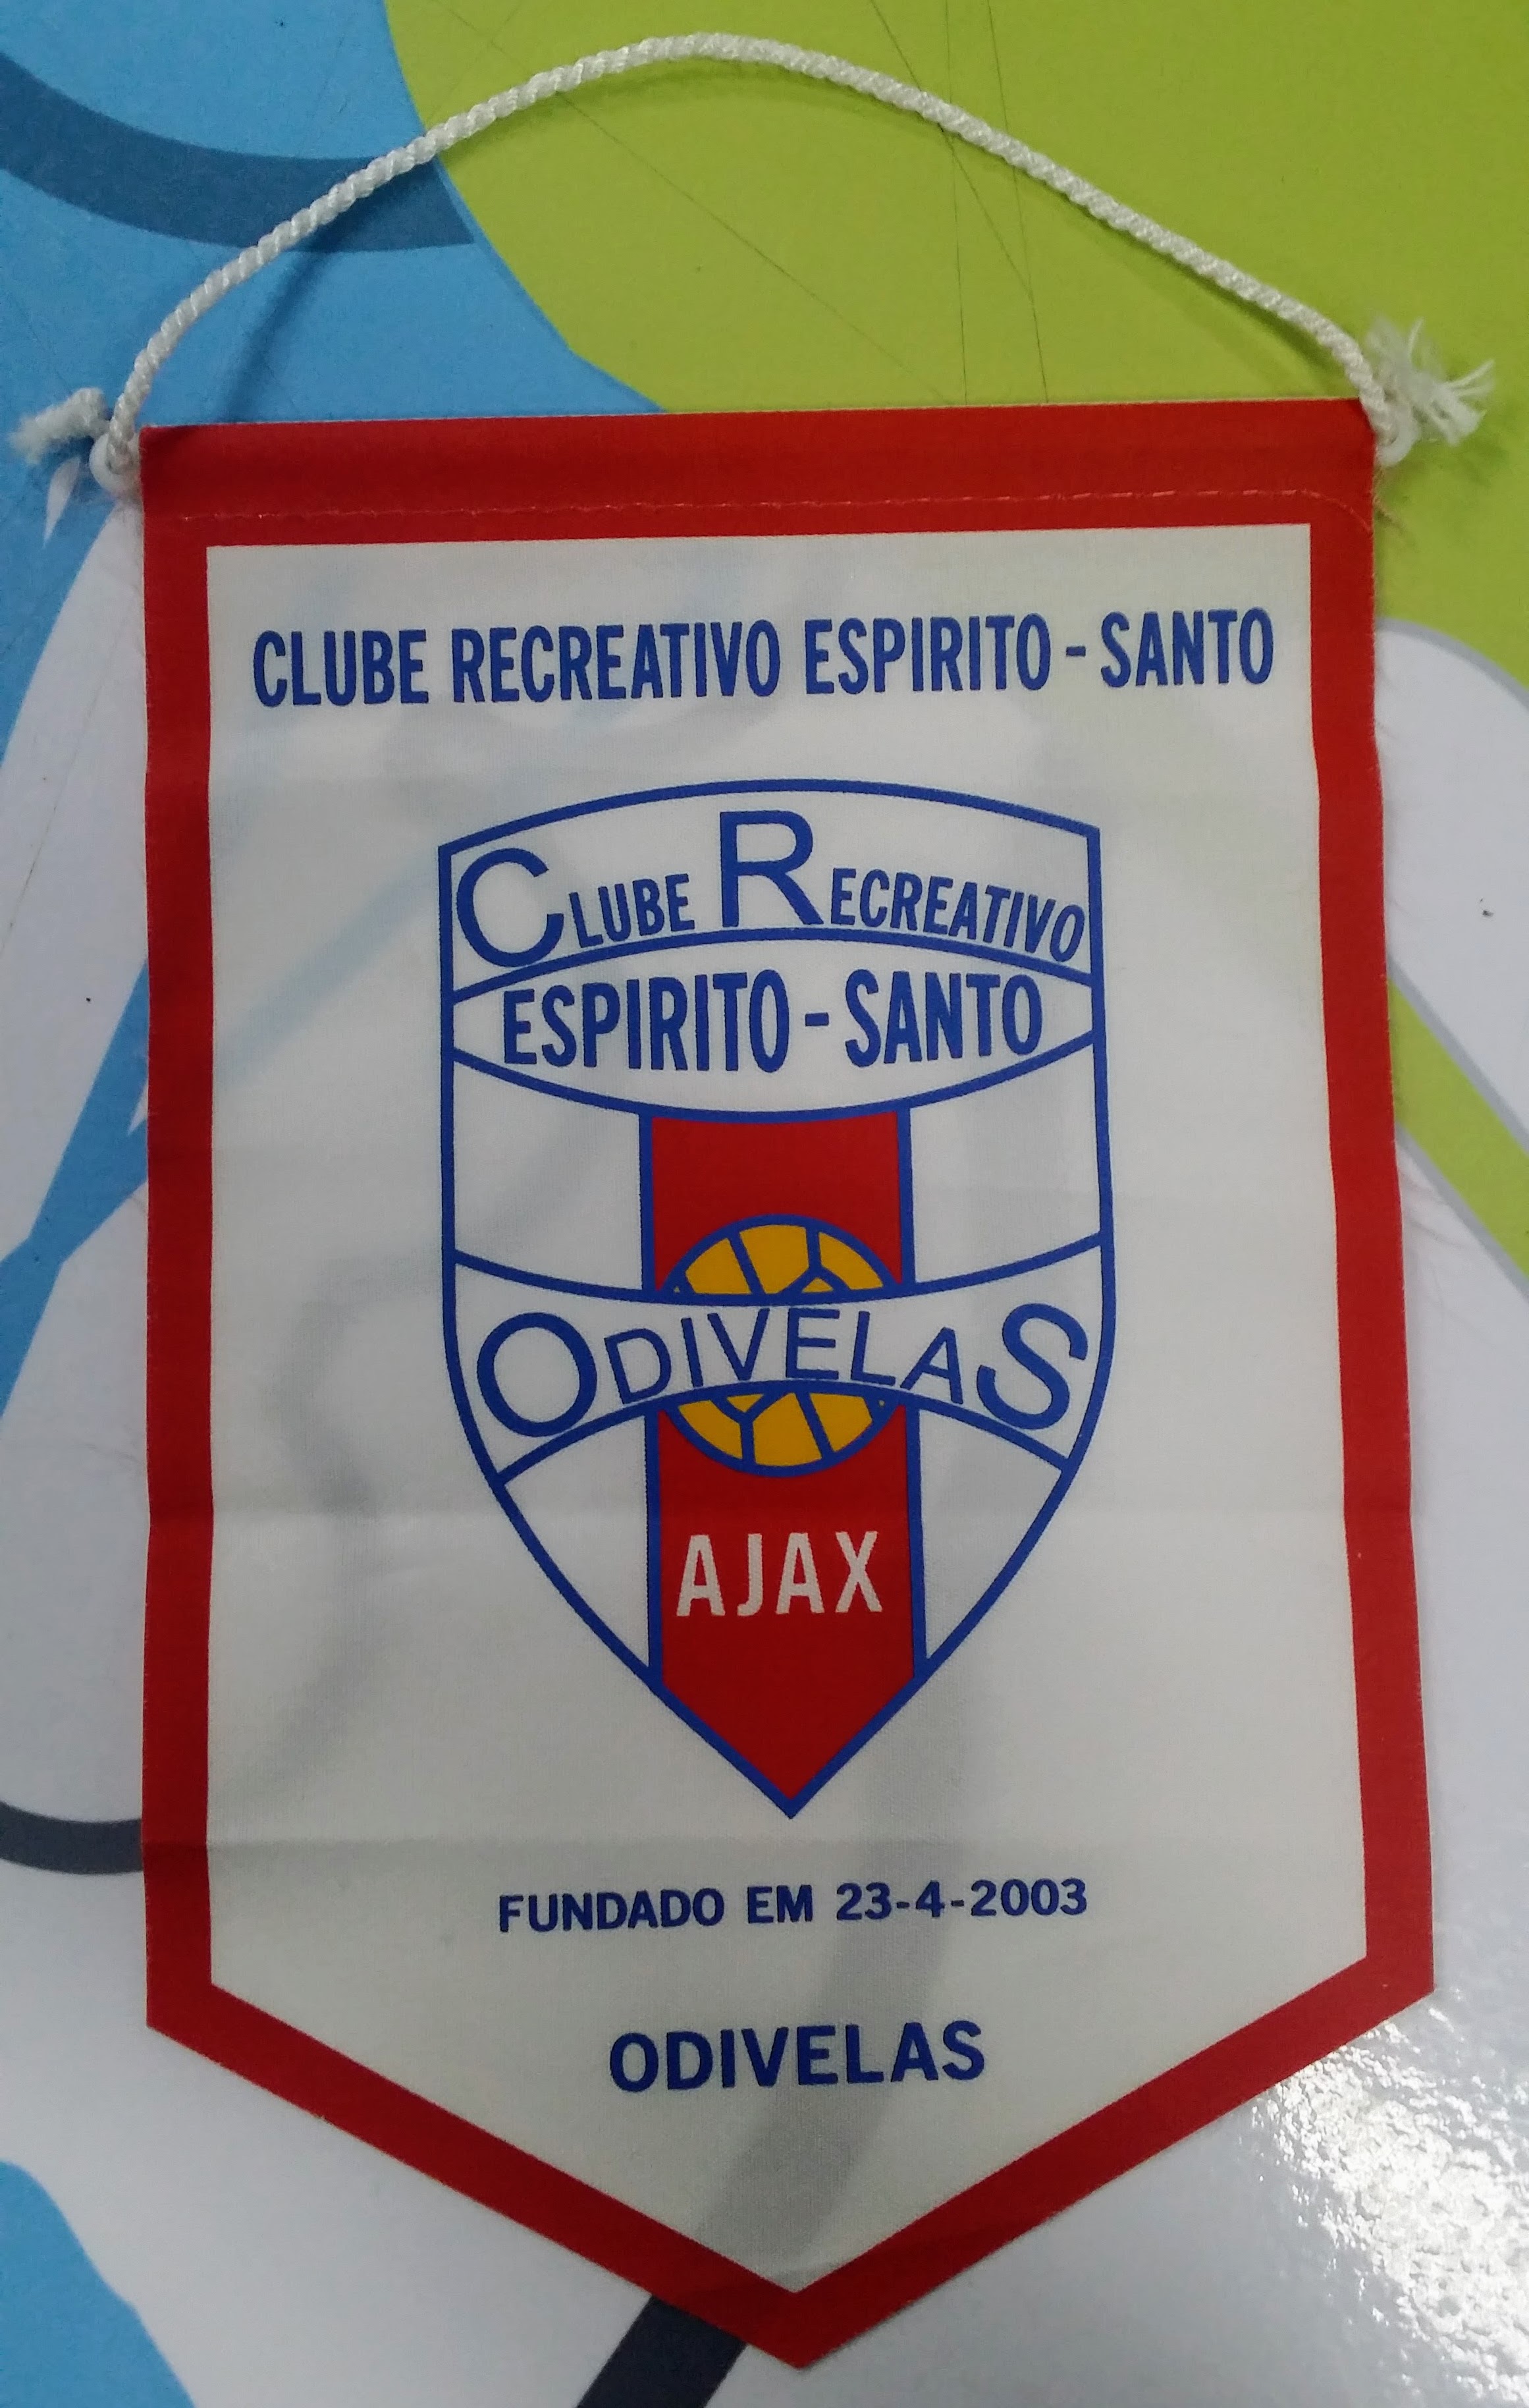 CLUBE RECREATIVO ESPIRITO-SANTO
CLUBE RECREATIVO
ESPIRITO-SANTO
ODIVELAS
AJAX
FUNDADO EM 23-4-2003
ODIVELAS